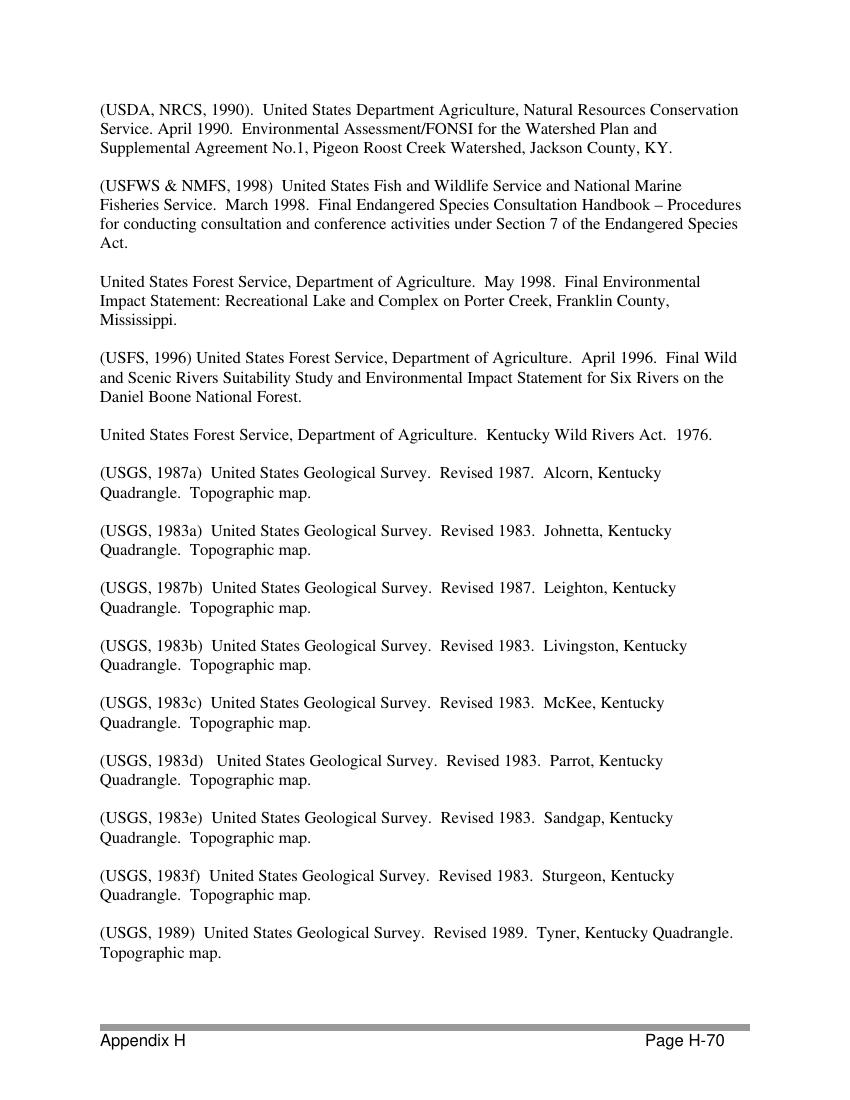 (USDA, NRCS, 1990).  United States Department Agriculture, Natural Resources Conservation
Service. April 1990.  Environmental Assessment/FONSI for the Watershed Plan and
Supplemental Agreement No.1, Pigeon Roost Creek Watershed, Jackson County, KY.
(USFWS & NMFS, 1998)  United States Fish and Wildlife Service and National Marine
Fisheries Service.  March 1998.  Final Endangered Species Consultation Handbook – Procedures
for conducting consultation and conference activities under Section 7 of the Endangered Species
Act.
United States Forest Service, Department of Agriculture.  May 1998.  Final Environmental
Impact Statement: Recreational Lake and Complex on Porter Creek, Franklin County,
Mississippi.
(USFS, 1996) United States Forest Service, Department of Agriculture.  April 1996.  Final Wild
and Scenic Rivers Suitability Study and Environmental Impact Statement for Six Rivers on the
Daniel Boone National Forest.
United States Forest Service, Department of Agriculture.  Kentucky Wild Rivers Act.  1976.
(USGS, 1987a)  United States Geological Survey.  Revised 1987.  Alcorn, Kentucky
Quadrangle.  Topographic map.
(USGS, 1983a)  United States Geological Survey.  Revised 1983.  Johnetta, Kentucky
Quadrangle.  Topographic map.
(USGS, 1987b)  United States Geological Survey.  Revised 1987.  Leighton, Kentucky
Quadrangle.  Topographic map.
(USGS, 1983b)  United States Geological Survey.  Revised 1983.  Livingston, Kentucky
Quadrangle.  Topographic map.
(USGS, 1983c)  United States Geological Survey.  Revised 1983.  McKee, Kentucky
Quadrangle.  Topographic map.
(USGS, 1983d)   United States Geological Survey.  Revised 1983.  Parrot, Kentucky
Quadrangle.  Topographic map.
(USGS, 1983e)  United States Geological Survey.  Revised 1983.  Sandgap, Kentucky
Quadrangle.  Topographic map.
(USGS, 1983f)  United States Geological Survey.  Revised 1983.  Sturgeon, Kentucky
Quadrangle.  Topographic map.
(USGS, 1989)  United States Geological Survey.  Revised 1989.  Tyner, Kentucky Quadrangle.
Topographic map.
Appendix H Page H-70